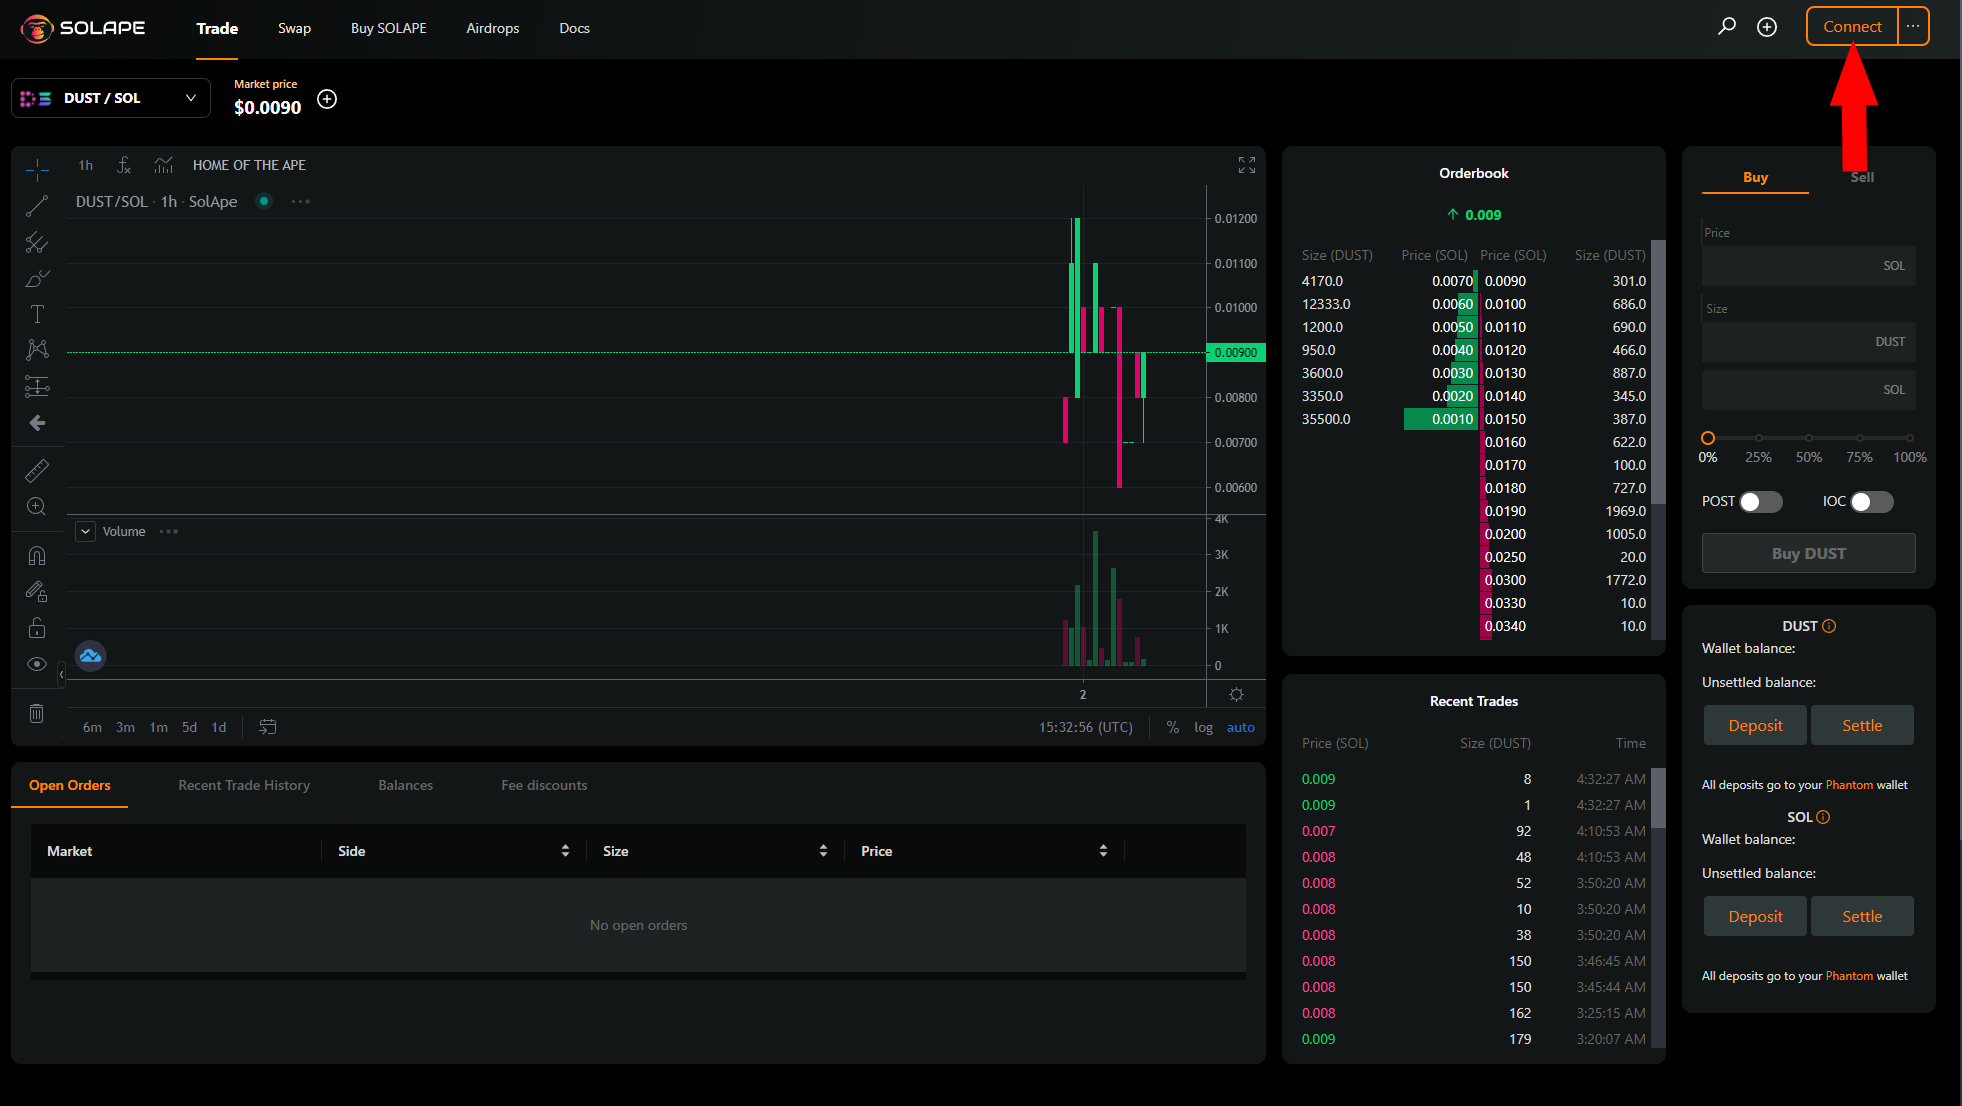 SOLAPE
Trade
Swap
Buy SOLAPE
Airdrops
Docs
Connect
DUST / SOL
Market price
$0.0090
1h
HOME OF THE APE
DUST/SOL · 1h · SolApe
0.01200
0.01100
0.01000
0.00900
0.00800
0.00700
0.00600
Volume
4K
3K
2K
1K
0
2
6m 3m 1m 5d 1d
15:32:56 (UTC)
% log auto
Orderbook
0.009
Size (DUST) Price (SOL) Price (SOL) Size (DUST)
4170.0 0.0070 0.0090 301.0
12333.0 0.0060 0.0100 686.0
1200.0 0.0050 0.0110 690.0
950.0 0.0040 0.0120 466.0
3600.0 0.0030 0.0130 887.0
3350.0 0.0020 0.0140 345.0
35500.0 0.0010 0.0150 387.0
0.0160 622.0
0.0170 100.0
0.0180 727.0
0.0190 1969.0
0.0200 1005.0
0.0250 20.0
0.0300 1772.0
0.0330 10.0
0.0340 10.0
Buy
Sell
Price
SOL
Size
DUST
SOL
0% 25% 50% 75% 100%
POST IOC
Buy DUST
DUST
Wallet balance:
Unsettled balance:
Deposit Settle
All deposits go to your Phantom wallet
SOL
Wallet balance:
Unsettled balance:
Deposit Settle
All deposits go to your Phantom wallet
Open Orders
Recent Trade History
Balances
Fee discounts
Market Side Size Price
No open orders
Recent Trades
Price (SOL) Size (DUST) Time
0.009 8 4:32:27 AM
0.009 1 4:32:27 AM
0.007 92 4:10:53 AM
0.008 48 4:10:53 AM
0.008 52 3:50:20 AM
0.008 10 3:50:20 AM
0.008 38 3:50:20 AM
0.008 150 3:46:45 AM
0.008 150 3:45:44 AM
0.008 162 3:25:15 AM
0.009 179 3:20:07 AM